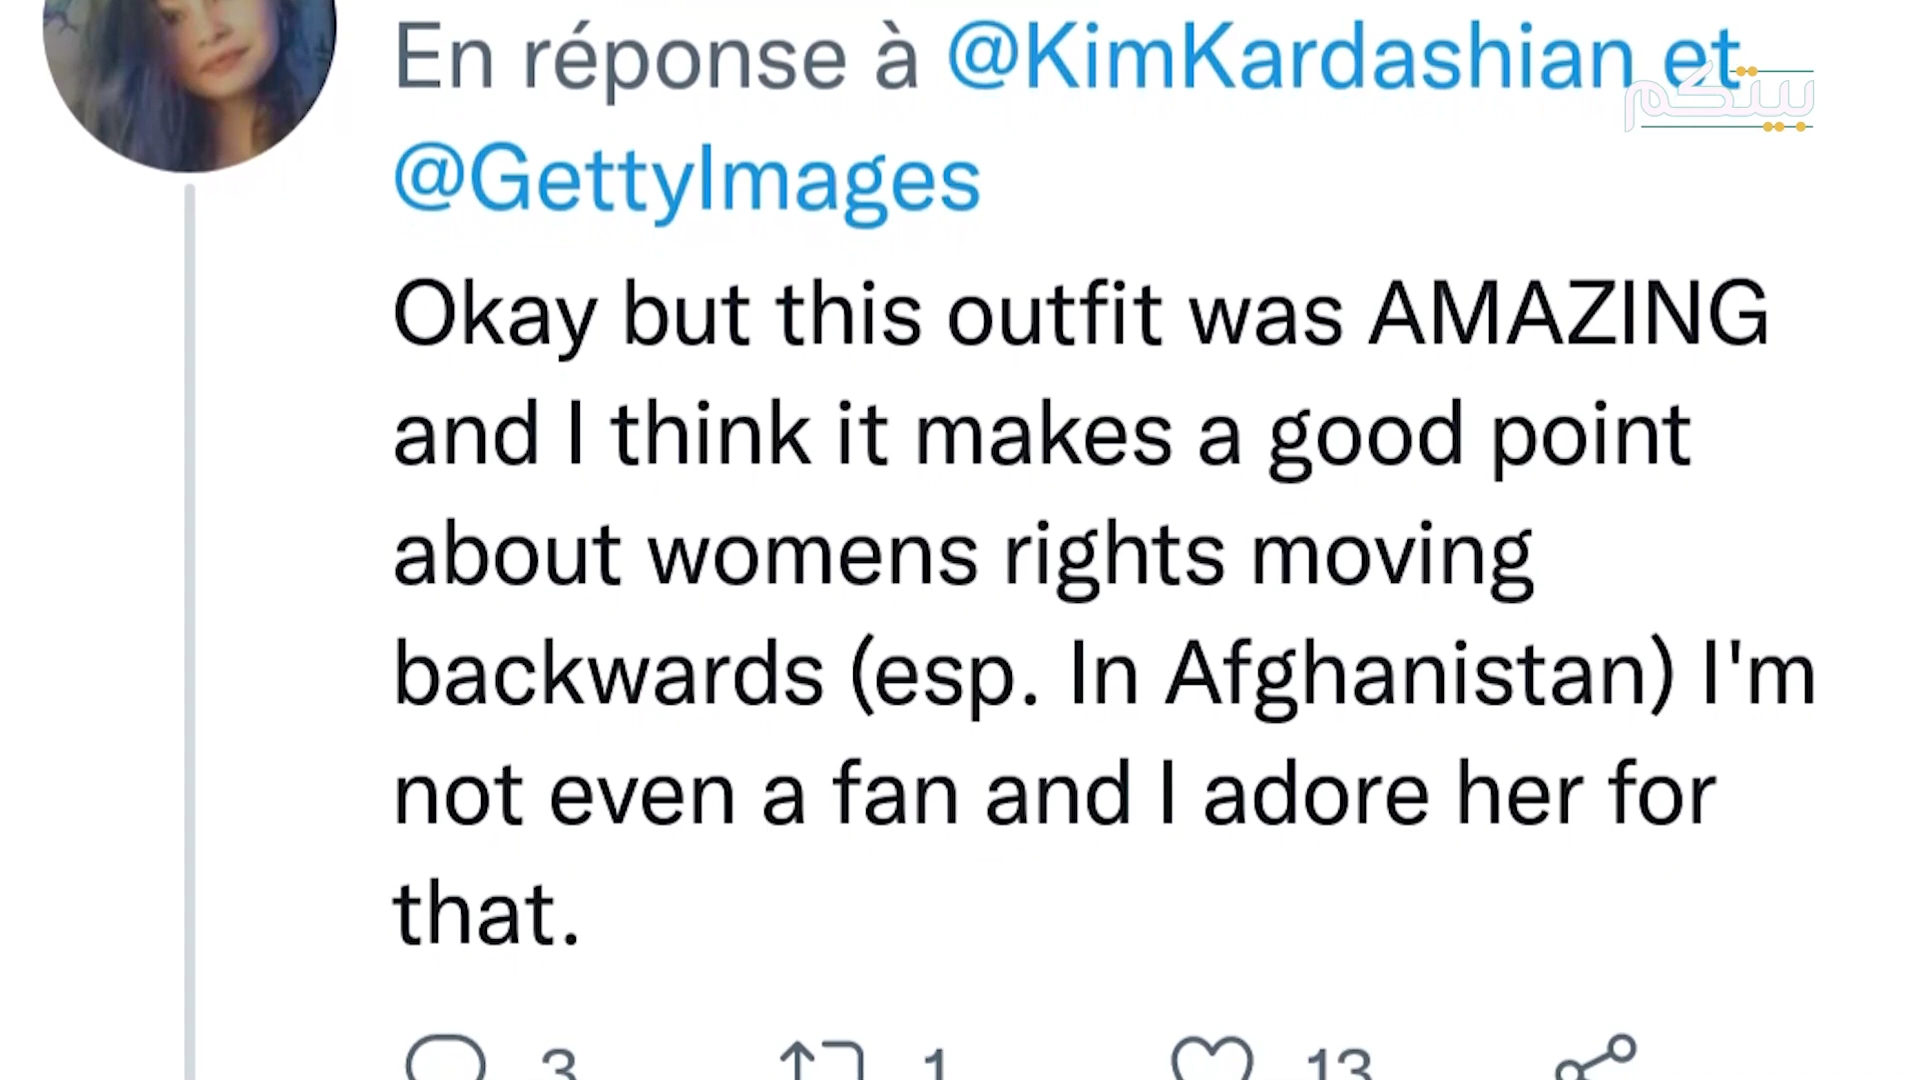 En réponse à @KimKardashian et
بيتكم
@GettyImages
Okay but this outfit was AMAZING
and I think it makes a good point
about womens rights moving
backwards (esp. In Afghanistan) I'm
not even a fan and I adore her for
that.
3 1 13